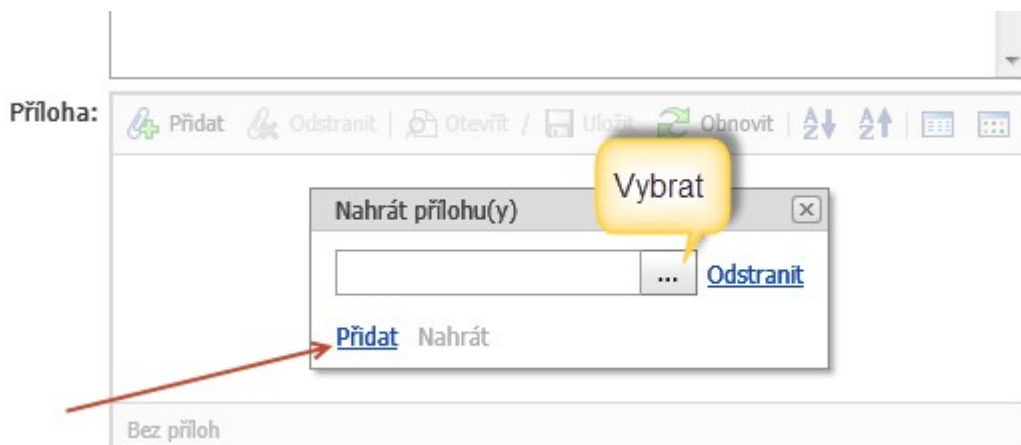 Příloha:
Přidat Odstranit | Otevřít / Uložit Obnovit
Vybrat
Nahrát přílohu(y)
... Odstranit
Přidat Nahrát
Bez příloh